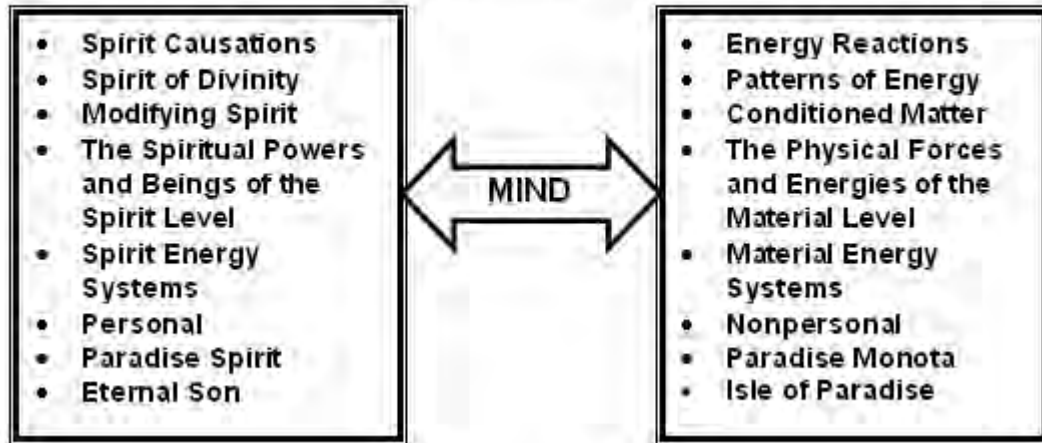 • Spirit Causations
• Spirit of Divinity
• Modifying Spirit
• The Spiritual Powers
and Beings of the
Spirit Level
• Spirit Energy
Systems
• Personal
• Paradise Spirit
• Eternal Son
MIND
• Energy Reactions
• Patterns of Energy
• Conditioned Matter
• The Physical Forces
and Energies of the
Material Level
• Material Energy
Systems
• Nonpersonal
• Paradise Monota
• Isle of Paradise